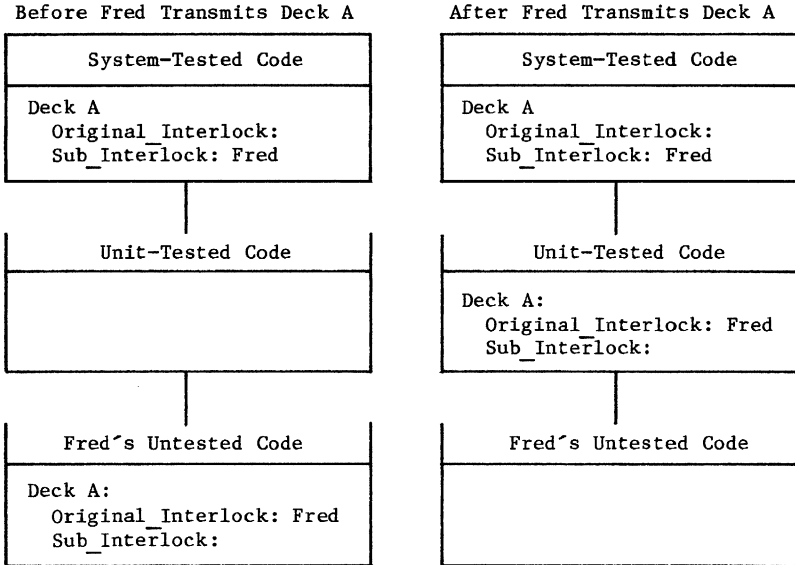 Before Fred Transmits Deck A
System-Tested Code
Deck A
Original_Interlock:
Sub_Interlock: Fred
Unit-Tested Code
Fred´s Untested Code
Deck A:
Original_Interlock: Fred
Sub_Interlock:
After Fred Transmits Deck A
System-Tested Code
Deck A
Original_Interlock:
Sub_Interlock: Fred
Unit-Tested Code
Deck A:
Original_Interlock: Fred
Sub_Interlock:
Fred´s Untested Code